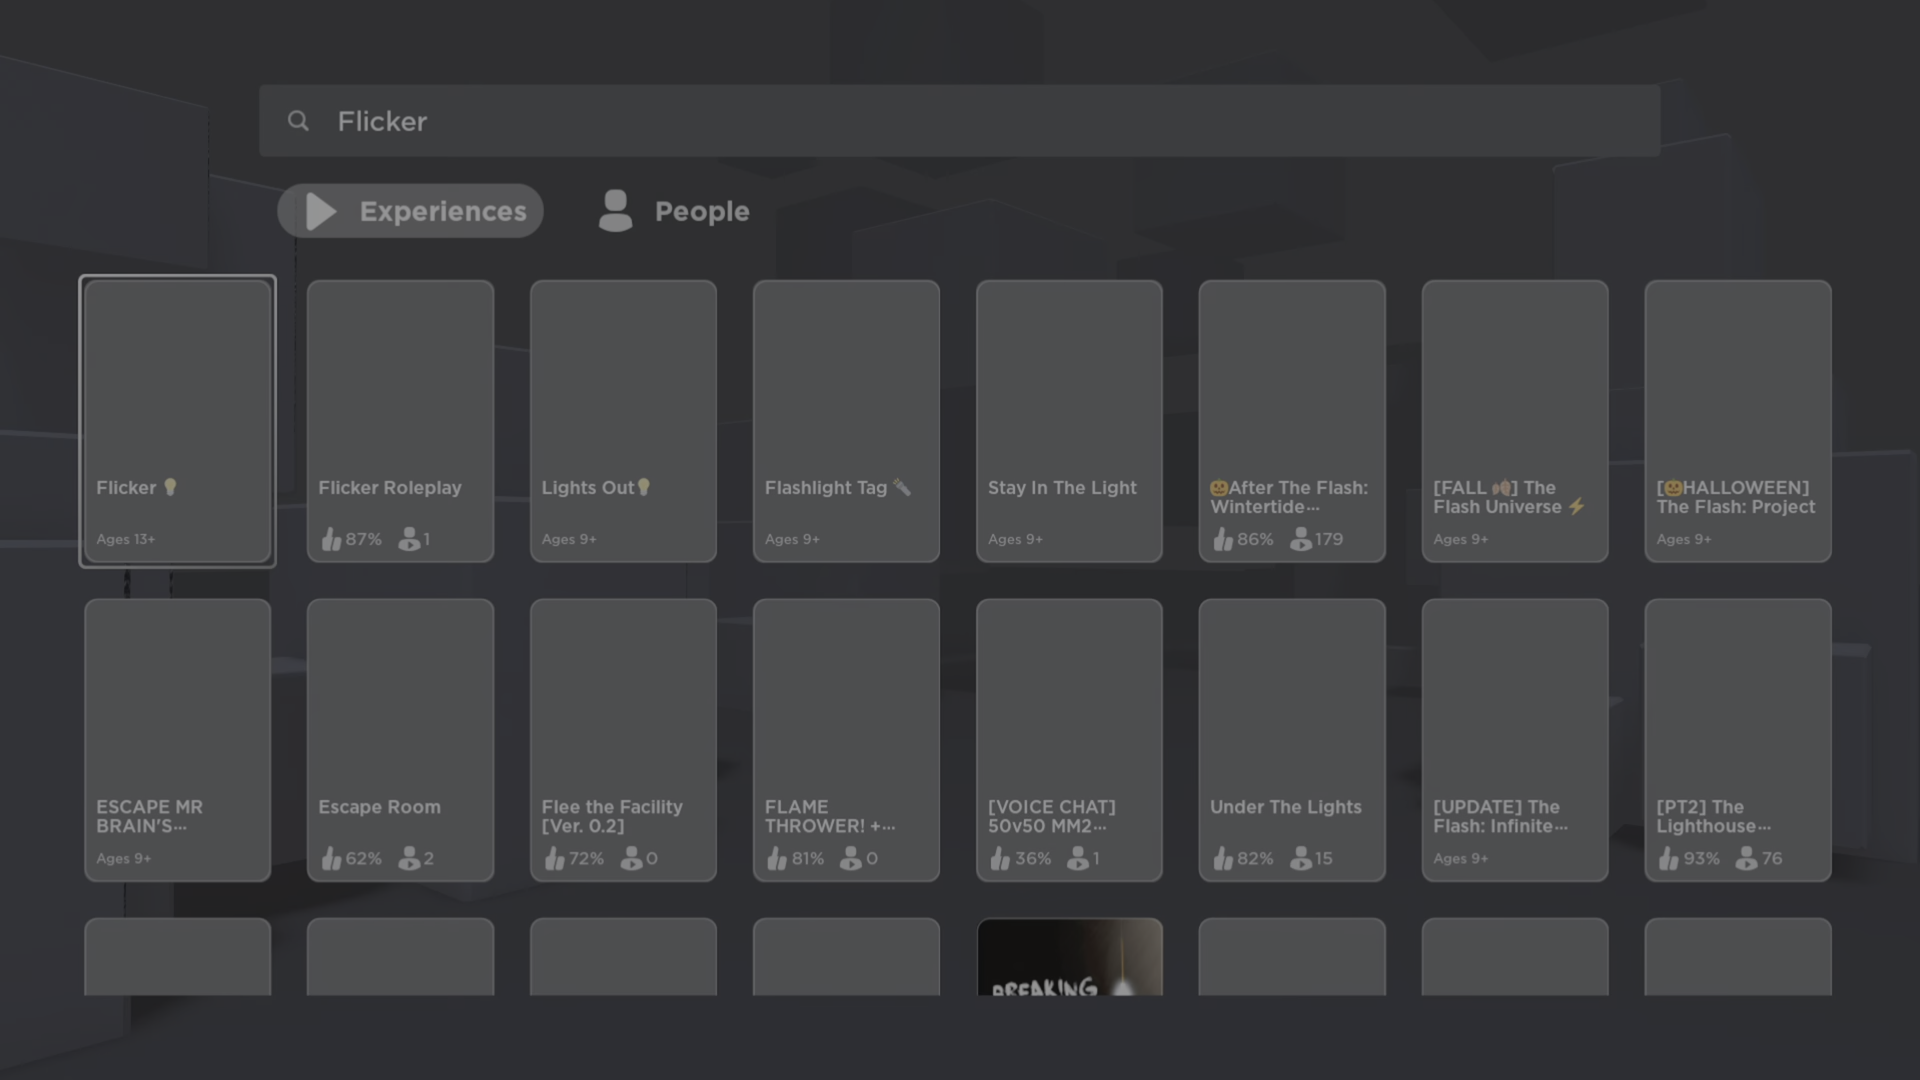 Flicker
Experiences
People
Flicker 💡
Ages 13+
Flicker Roleplay
87% 1
Lights Out💡
Ages 9+
Flashlight Tag 🔦
Ages 9+
Stay In The Light
Ages 9+
🎃After The Flash:
Wintertide...
86% 179
[FALL 🍂] The
Flash Universe ⚡
Ages 9+
[🎃HALLOWEEN]
The Flash: Project
Ages 9+
ESCAPE MR
BRAIN'S...
Ages 9+
Escape Room
62% 2
Flee the Facility
[Ver. 0.2]
72% 0
FLAME
THROWER! +...
81% 0
[VOICE CHAT]
50v50 MM2...
36% 1
Under The Lights
82% 15
[UPDATE] The
Flash: Infinite...
Ages 9+
[PT2] The
Lighthouse...
93% 76
BREAKING